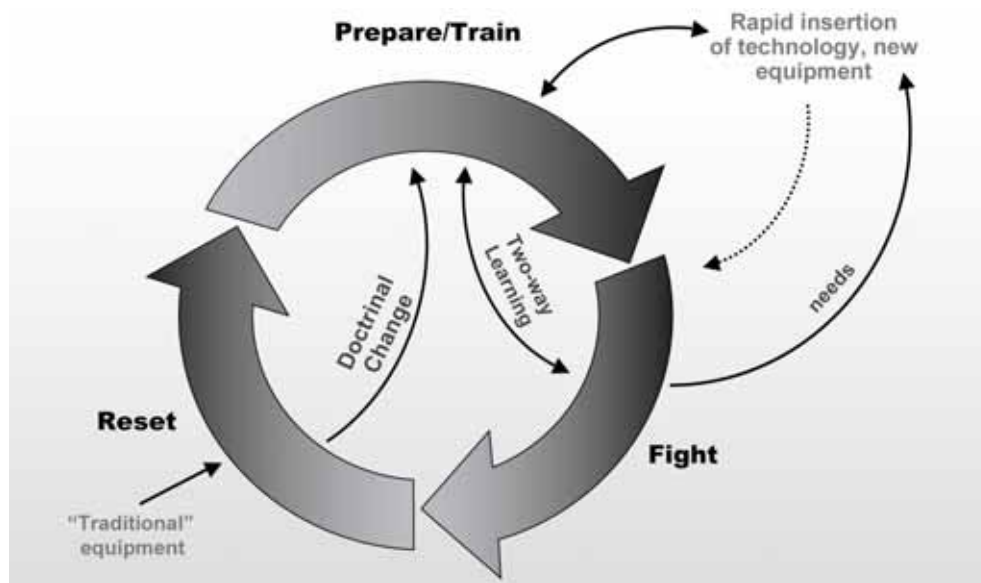 Prepare/Train
Rapid insertion
of technology, new
equipment
Doctrinal
Change
Two-way
Learning
needs
Reset
Fight
“Traditional”
equipment